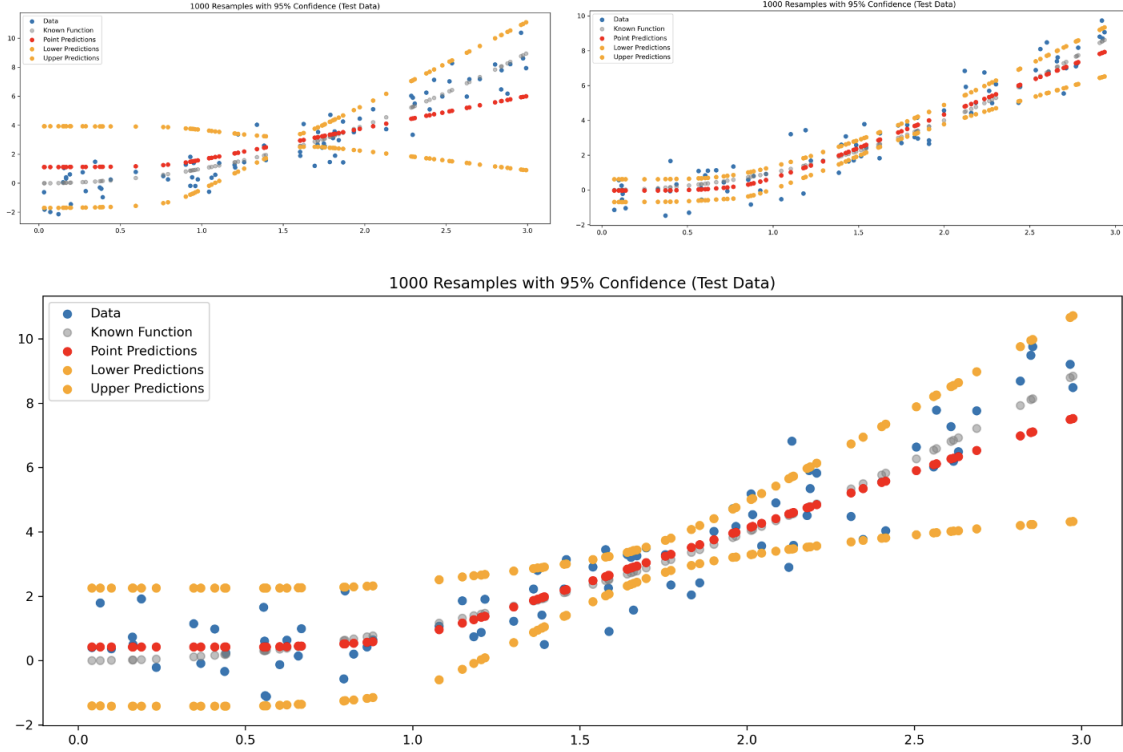 1000 Resamples with 95% Confidence (Test Data)
Data
Known Function
Point Predictions
Lower Predictions
Upper Predictions
10
8
6
4
2
0
−2
0.0 0.5 1.0 1.5 2.0 2.5 3.0
1000 Resamples with 95% Confidence (Test Data)
Data
Known Function
Point Predictions
Lower Predictions
Upper Predictions
10
8
6
4
2
0
−2
0.0 0.5 1.0 1.5 2.0 2.5 3.0
1000 Resamples with 95% Confidence (Test Data)
Data
Known Function
Point Predictions
Lower Predictions
Upper Predictions
10
8
6
4
2
0
−2
0.0 0.5 1.0 1.5 2.0 2.5 3.0